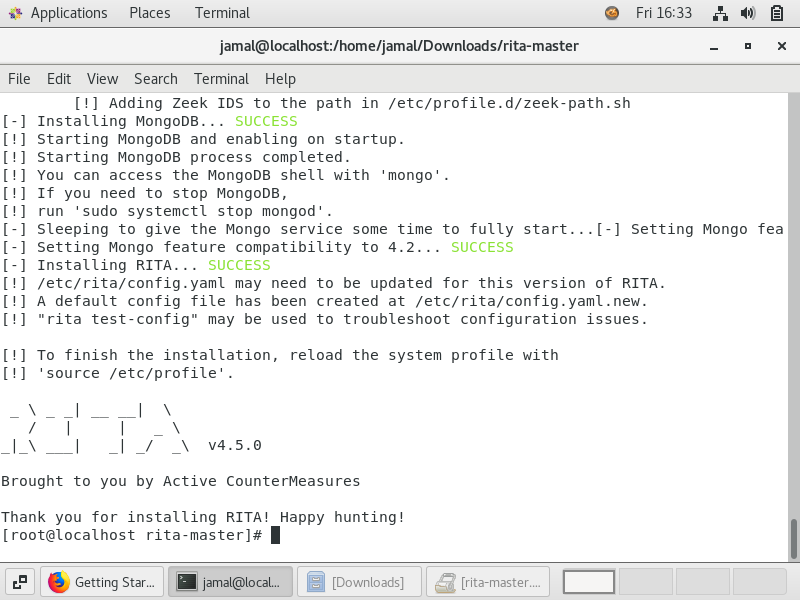 Applications Places Terminal Fri 16:33
jamal@localhost:/home/jamal/Downloads/rita-master
File Edit View Search Terminal Help
[!] Adding Zeek IDS to the path in /etc/profile.d/zeek-path.sh
[-] Installing MongoDB... SUCCESS
[!] Starting MongoDB and enabling on startup.
[!] Starting MongoDB process completed.
[!] You can access the MongoDB shell with 'mongo'.
[!] If you need to stop MongoDB,
[!] run 'sudo systemctl stop mongod'.
[-] Sleeping to give the Mongo service some time to fully start...[-] Setting Mongo fea
[-] Setting Mongo feature compatibility to 4.2... SUCCESS
[-] Installing RITA... SUCCESS
[!] /etc/rita/config.yaml may need to be updated for this version of RITA.
[!] A default config file has been created at /etc/rita/config.yaml.new.
[!] "rita test-config" may be used to troubleshoot configuration issues.
[!] To finish the installation, reload the system profile with
[!] 'source /etc/profile'.
 _ \ _ _| __ __|  \
   /   |     |   _ \
_|_\ ___|   _| _/  _\  v4.5.0
Brought to you by Active CounterMeasures
Thank you for installing RITA! Happy hunting!
[root@localhost rita-master]#
Getting Star... jamal@local... [Downloads] [rita-master....